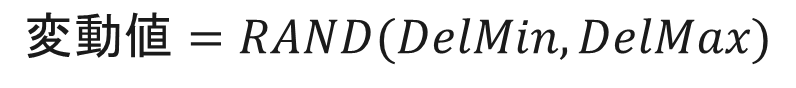 変動値 = RAND(DelMin, DelMax)